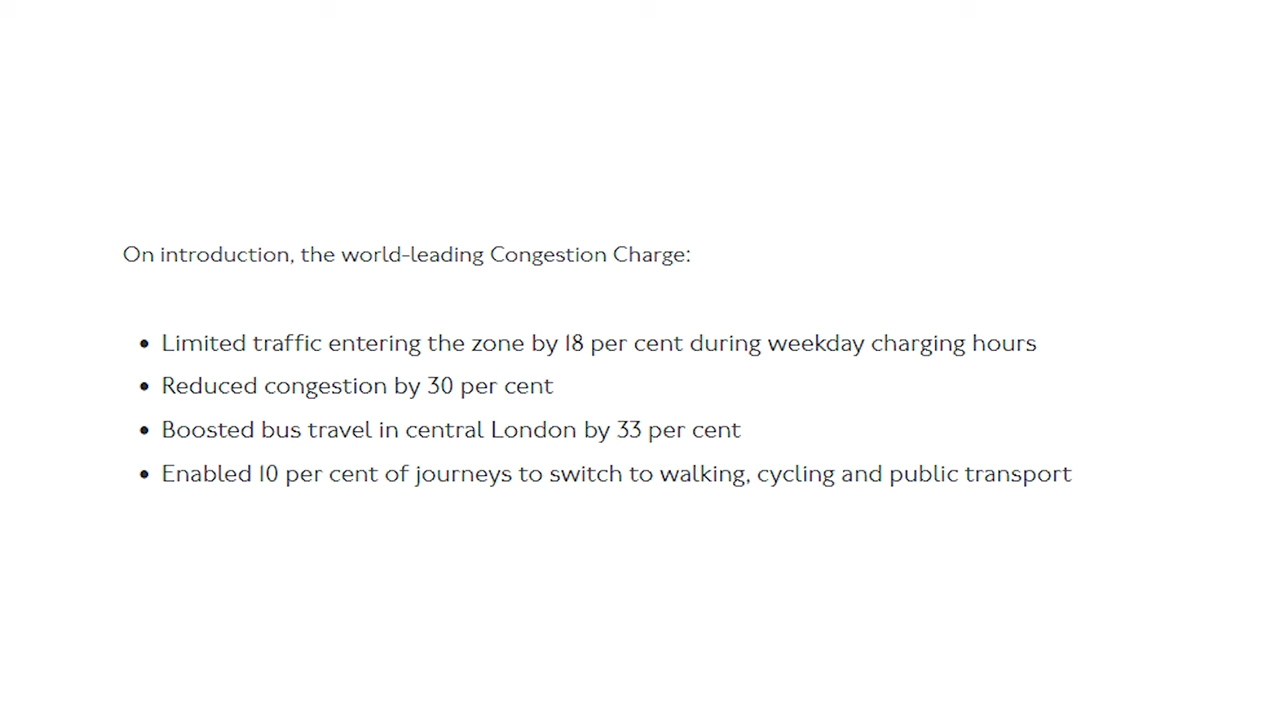 On introduction, the world-leading Congestion Charge:
• Limited traffic entering the zone by 18 per cent during weekday charging hours
• Reduced congestion by 30 per cent
• Boosted bus travel in central London by 33 per cent
• Enabled 10 per cent of journeys to switch to walking, cycling and public transport